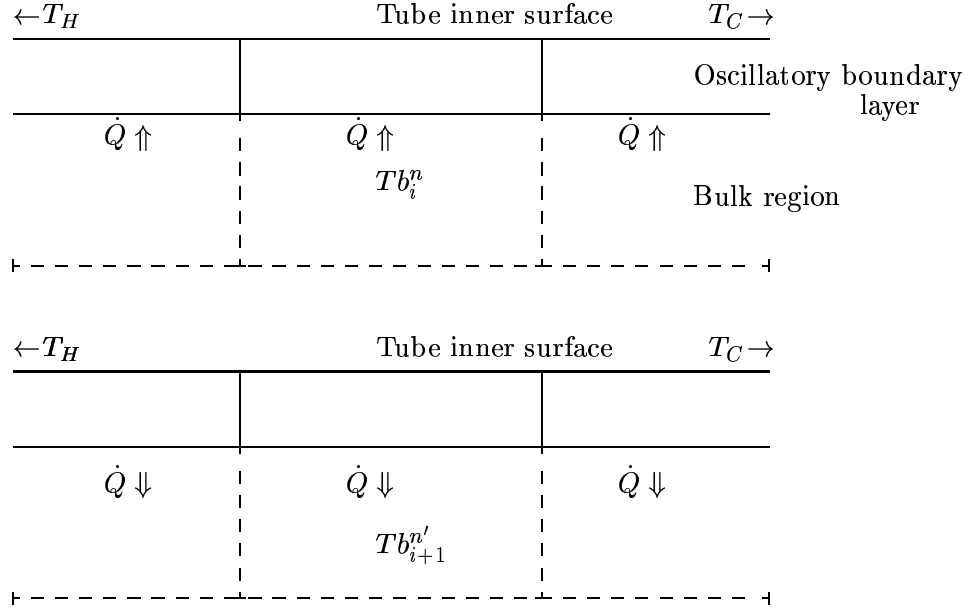 ←T_H Tube inner surface T_C→
Oscillatory boundary
layer
Q̇ ⇑ Q̇ ⇑ Q̇ ⇑
Tb_i^n
Bulk region
←T_H Tube inner surface T_C→
Q̇ ⇓ Q̇ ⇓ Q̇ ⇓
Tb_{i+1}^{n'}